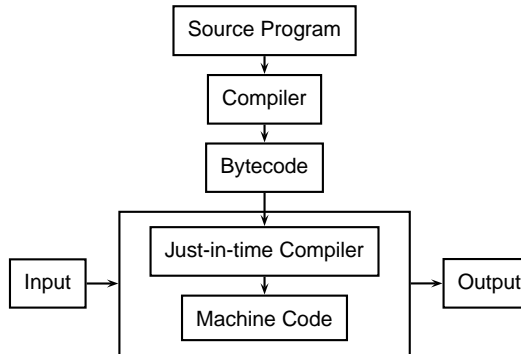 Source Program
Compiler
Bytecode
Just-in-time Compiler
Input
Output
Machine Code